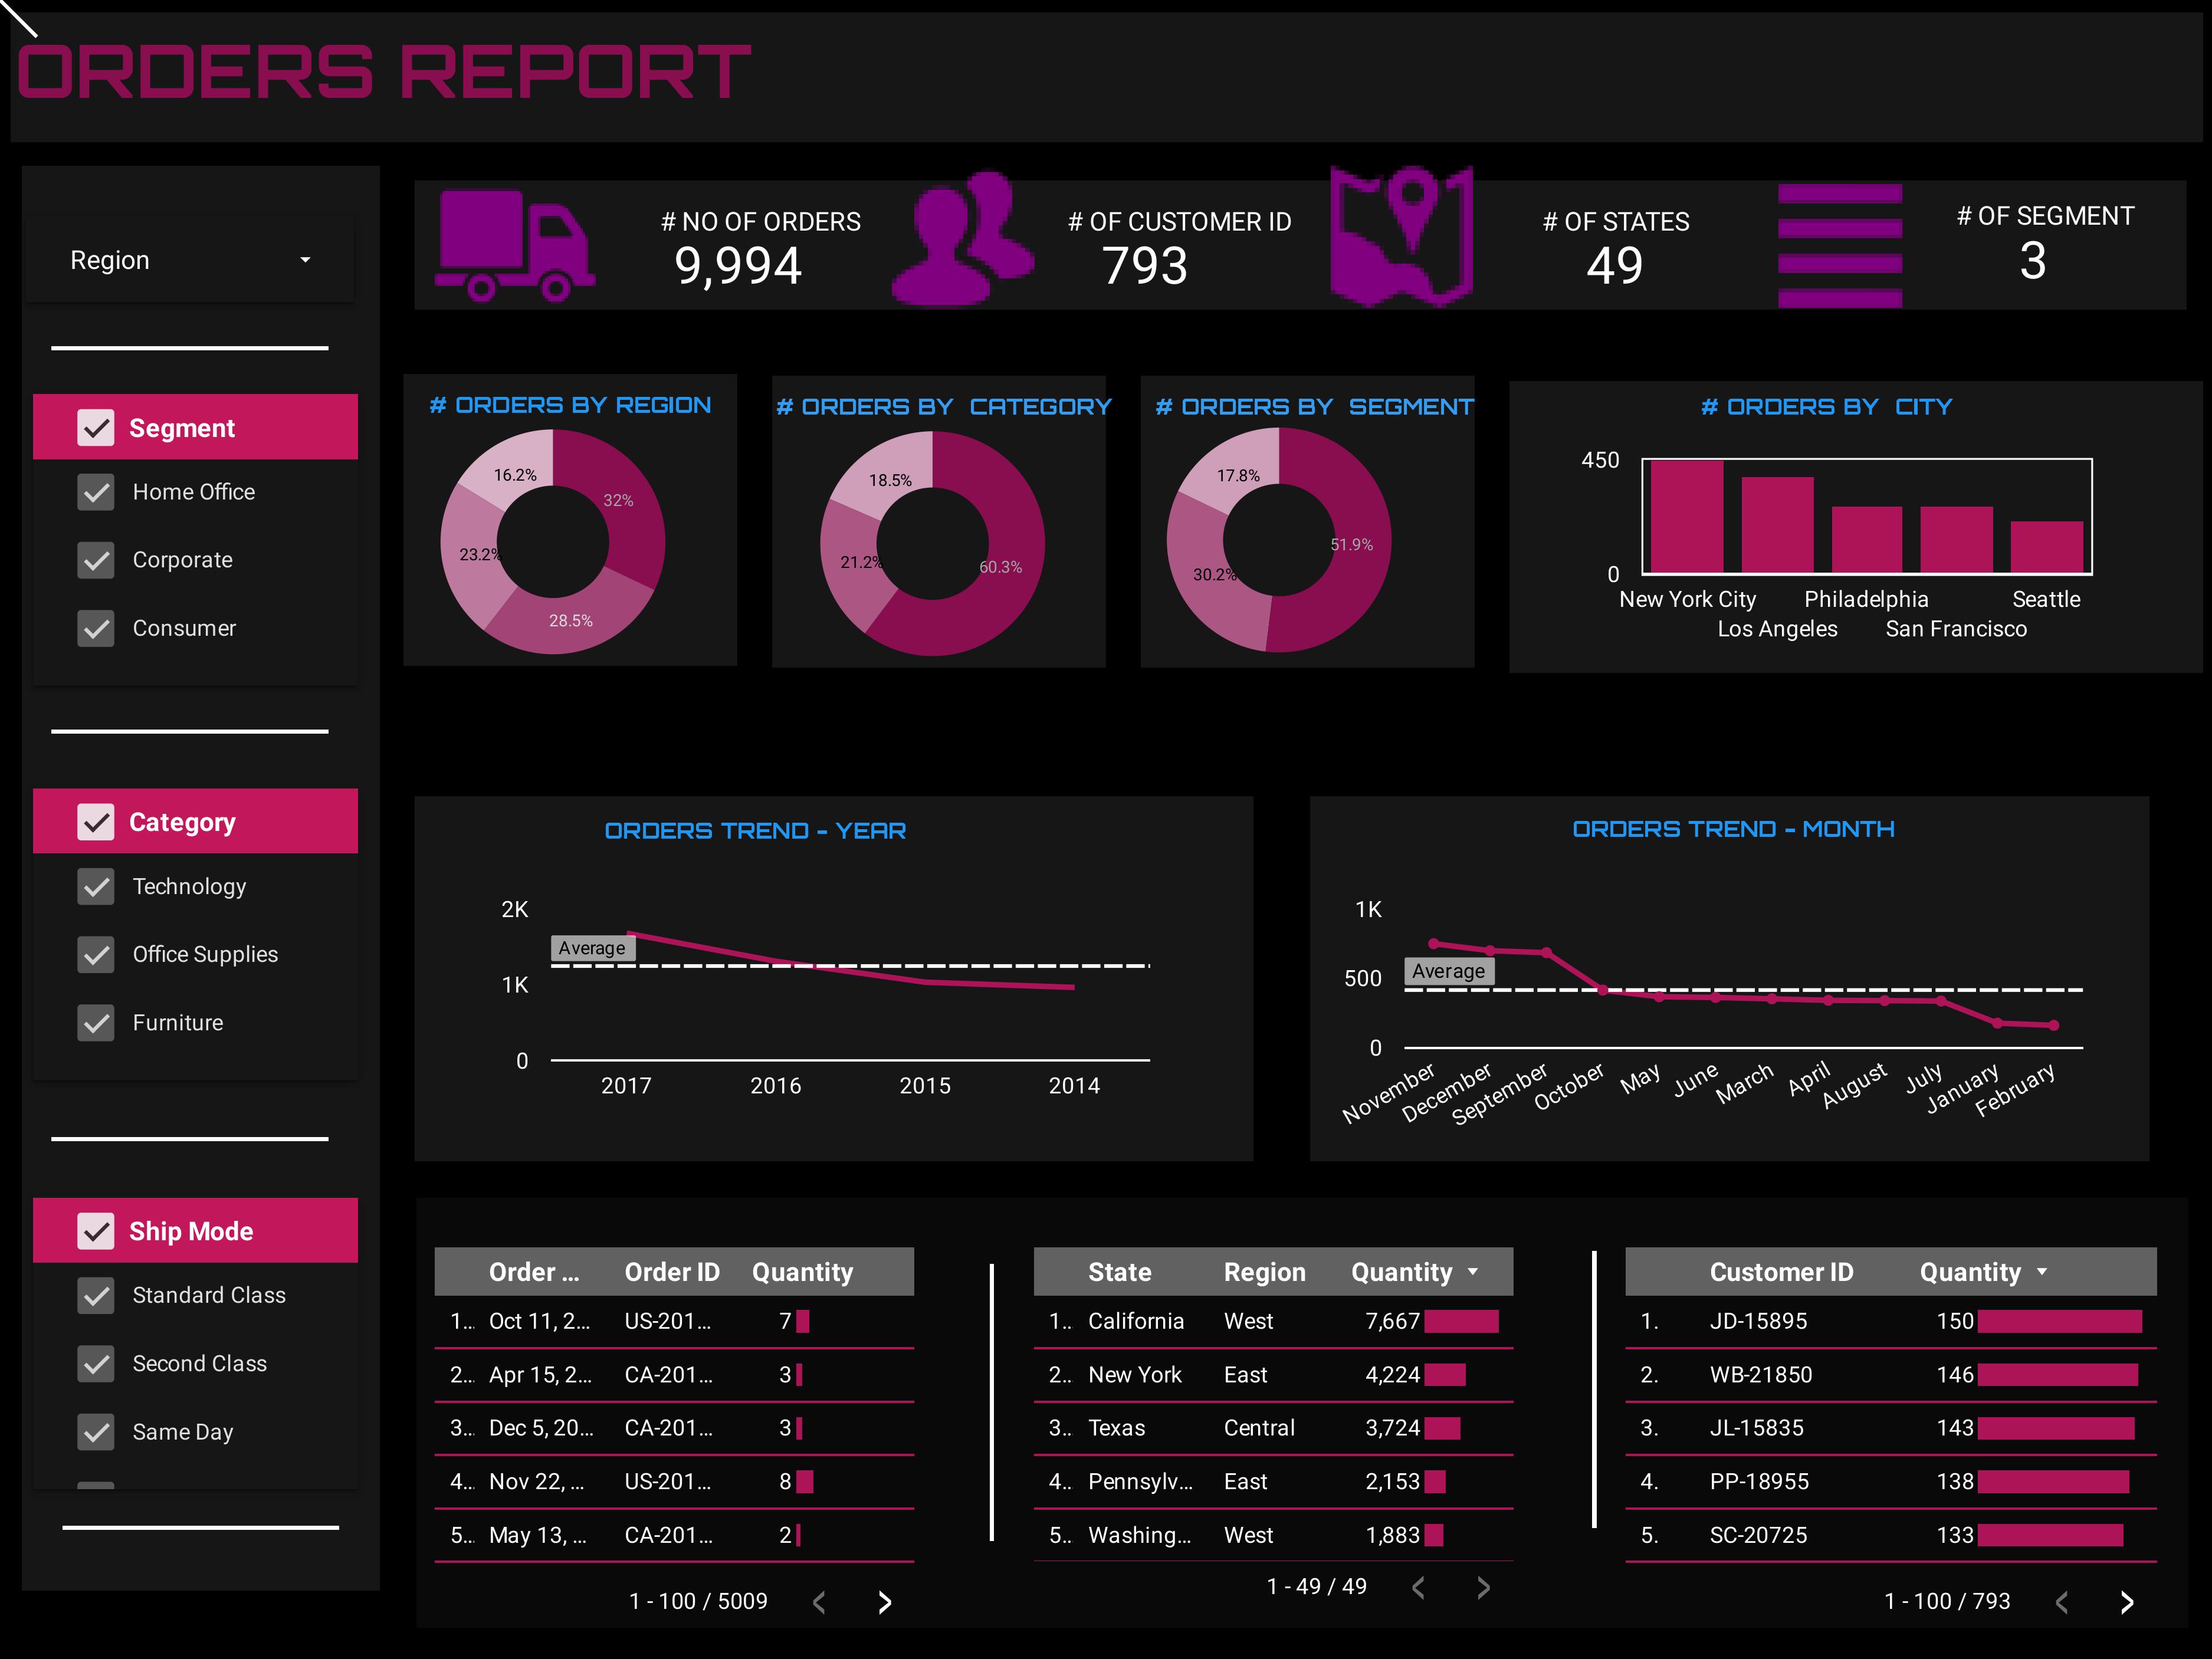 ORDERS REPORT
Region
Segment
Home Office
Corporate
Consumer
Category
Technology
Office Supplies
Furniture
Ship Mode
Standard Class
Second Class
Same Day
# NO OF ORDERS
9,994
# OF CUSTOMER ID
793
# OF STATES
49
# OF SEGMENT
3
# ORDERS BY REGION
16.2%
32%
23.2%
28.5%
# ORDERS BY CATEGORY
18.5%
21.2%
60.3%
# ORDERS BY SEGMENT
17.8%
51.9%
30.2%
# ORDERS BY CITY
450
0
New York City
Philadelphia
Seattle
Los Angeles
San Francisco
ORDERS TREND - YEAR
2K
Average
1K
0
2017 2016 2015 2014
ORDERS TREND - MONTH
1K
500
Average
0
November
December
September
October
May
June
March
April
August
July
January
February
Order ... Order ID Quantity
1... Oct 11, 2... US-201... 7
2... Apr 15, 2... CA-201... 3
3... Dec 5, 20... CA-201... 3
4... Nov 22, ... US-201... 8
5... May 13, ... CA-201... 2
1 - 100 / 5009
State Region Quantity
1... California West 7,667
2... New York East 4,224
3... Texas Central 3,724
4... Pennsylv... East 2,153
5... Washing... West 1,883
1 - 49 / 49
Customer ID Quantity
1. JD-15895 150
2. WB-21850 146
3. JL-15835 143
4. PP-18955 138
5. SC-20725 133
1 - 100 / 793